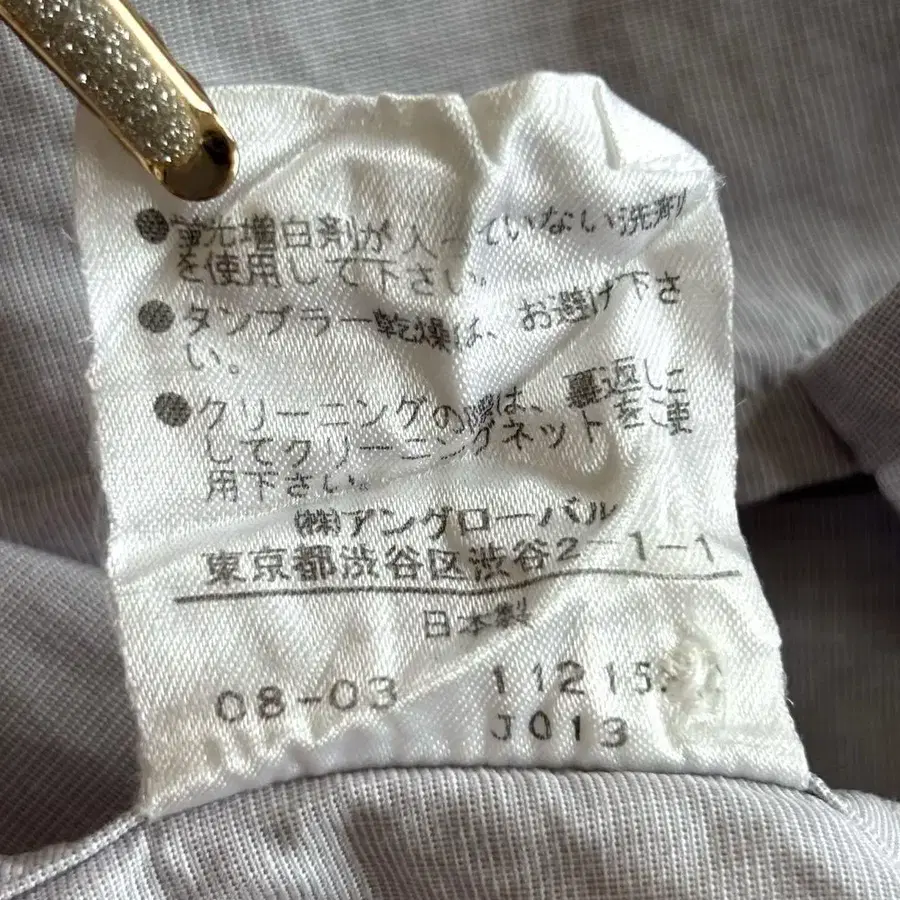 ●蛍光増白剤が入っていない洗剤
を使用して下さい。
●タンブラー乾燥は、お避け下さ
い。
●クリーニングの際は、裏返しに
してクリーニングネットをご使
用下さい。
(株)アングローバル
東京都渋谷区渋谷2-1-1
日本製
08-03
J013